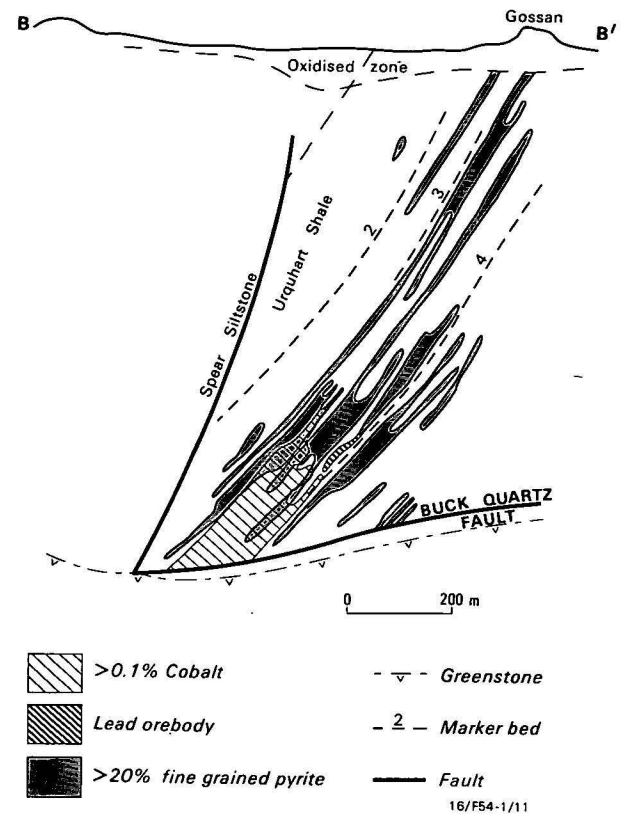 B
Gossan
B′
Oxidised zone
Spear Siltstone
Urquhart Shale
2
3
4
BUCK QUARTZ
FAULT
0
200 m
>0.1% Cobalt
Lead orebody
>20% fine grained pyrite
Greenstone
2
Marker bed
Fault
16/F54-1/11